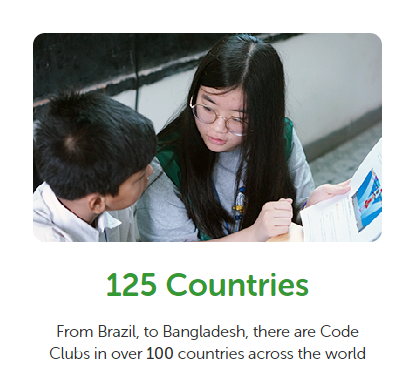 125 Countries
From Brazil, to Bangladesh, there are Code
Clubs in over 100 countries across the world